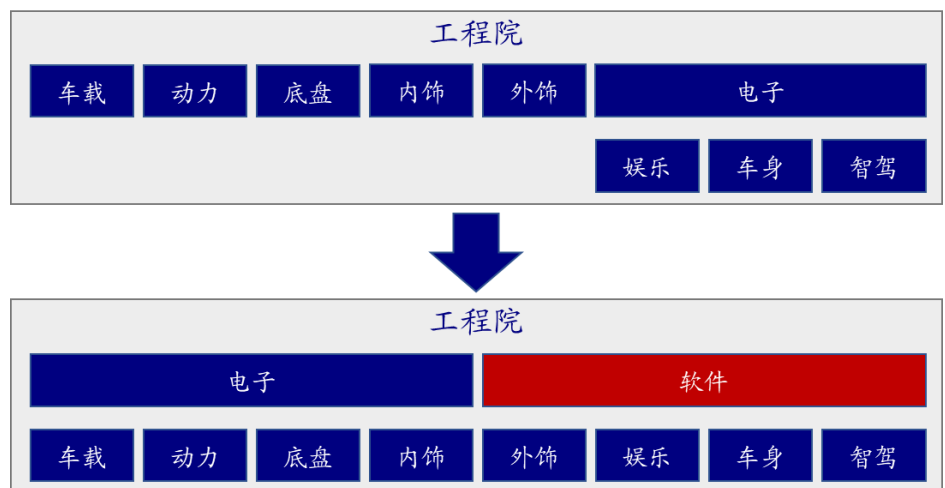 工程院
车载 动力 底盘 内饰 外饰 电子
娱乐 车身 智驾
工程院
电子 软件
车载 动力 底盘 内饰 外饰 娱乐 车身 智驾